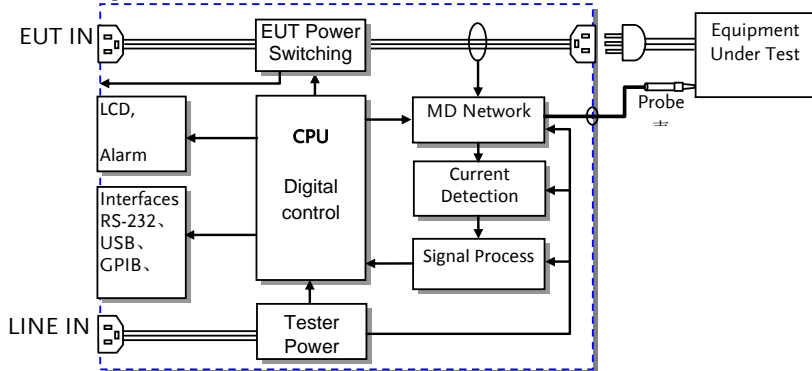 EUT IN
EUT Power
Switching
Equipment
Under Test
Probe
LCD,
Alarm
CPU
Digital
control
MD Network
Current
Detection
Interfaces
RS-232、
USB、
GPIB、
Signal Process
LINE IN
Tester
Power